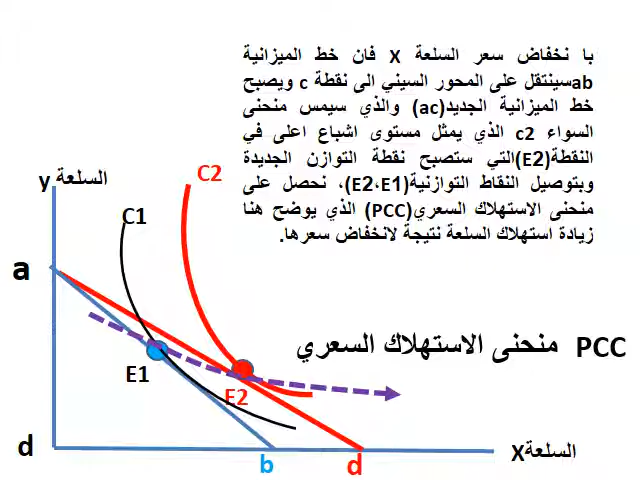 با نخفاض سعر السلعة X فان خط الميزانية
abسينتقل على المحور السيني الى نقطة c ويصبح
خط الميزانية الجديد(ac) والذي سيمس منحنى
السواء c2 الذي يمثل مستوى اشباع اعلى في
النقطة(E2)التي ستصبح نقطة التوازن الجديدة
وبتوصيل النقاط التوازنية(E2،E1)، نحصل على
منحنى الاستهلاك السعري(PCC) الذي يوضح هنا
زيادة استهلاك السلعة نتيجة لانخفاض سعرها.
السلعة y
C2
C1
a
PCC منحنى الاستهلاك السعري
E1
E2
d
b
d
السلعةX